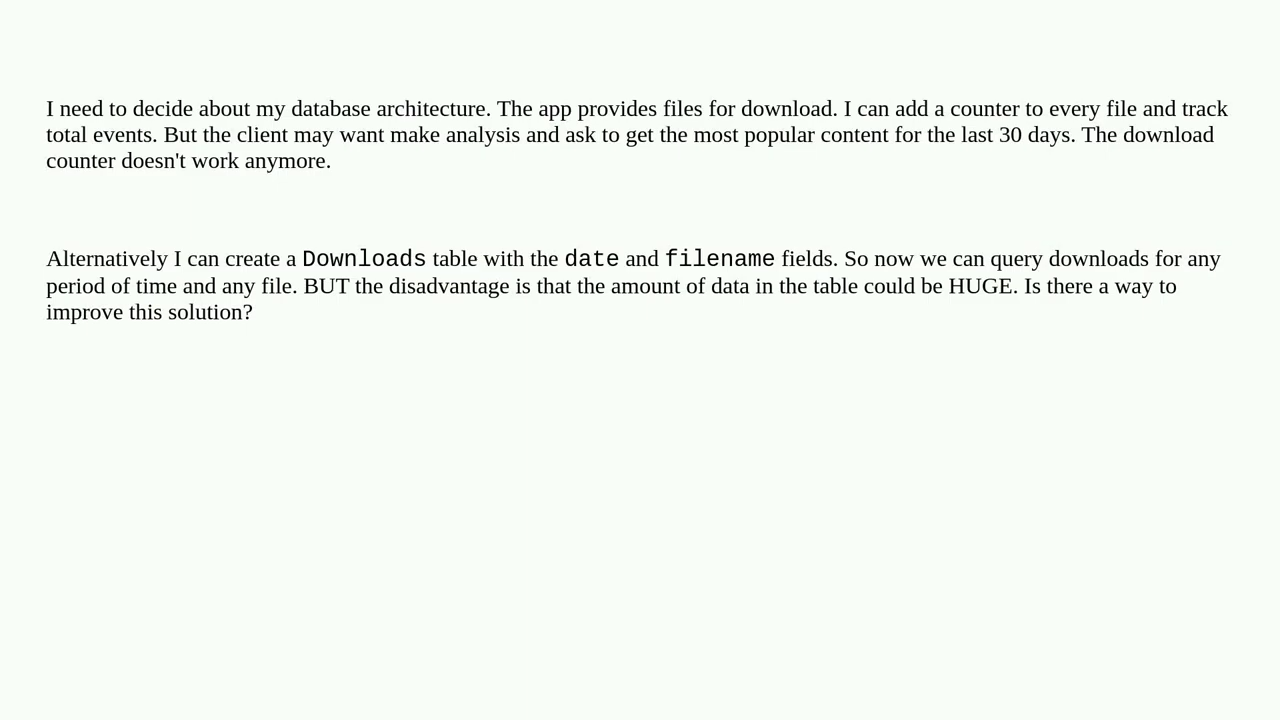 I need to decide about my database architecture. The app provides files for download. I can add a counter to every file and track
total events. But the client may want make analysis and ask to get the most popular content for the last 30 days. The download
counter doesn't work anymore.
Alternatively I can create a Downloads table with the date and filename fields. So now we can query downloads for any
period of time and any file. BUT the disadvantage is that the amount of data in the table could be HUGE. Is there a way to
improve this solution?